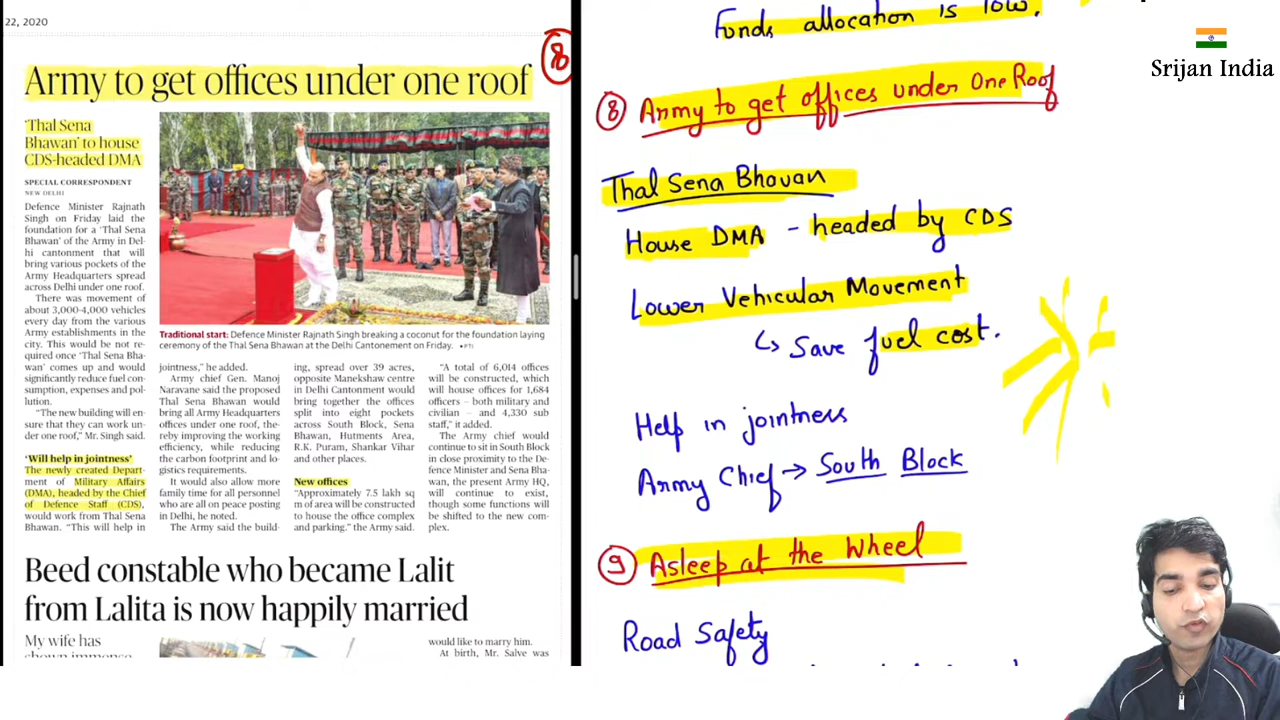 22, 2020
8
Army to get offices under one roof
‘Thal Sena
Bhawan’ to house
CDS-headed DMA
SPECIAL CORRESPONDENT
NEW DELHI
Defence Minister Rajnath
Singh on Friday laid the
foundation for a ‘Thal Sena
Bhawan’ of the Army in Del-
hi cantonment that will
bring various pockets of the
Army Headquarters spread
across Delhi under one roof.
There was movement of
about 3,000-4,000 vehicles
every day from the various
Army establishments in the
city. This would be not re-
quired once ‘Thal Sena Bha-
wan’ comes up and would
significantly reduce fuel con-
sumption, expenses and pol-
lution.
“The new building will en-
sure that they can work un-
der one roof,” Mr. Singh said.
‘Will help in jointness’
The newly created Depart-
ment of Military Affairs
(DMA), headed by the Chief
of Defence Staff (CDS),
would work from Thal Sena
Bhawan. “This will help in
Traditional start: Defence Minister Rajnath Singh breaking a coconut for the foundation laying
ceremony of the Thal Sena Bhawan at the Delhi Cantonement on Friday. •PTI
jointness,” he added.
Army chief Gen. Manoj
Naravane said the proposed
Thal Sena Bhawan would
bring all Army Headquarters
offices under one roof, the-
reby improving the working
efficiency, while reducing
the carbon footprint and lo-
gistics requirements.
It would also allow more
family time for all personnel
who are all on peace posting
in Delhi, he noted.
The Army said the build-
ing, spread over 39 acres,
opposite Manekshaw centre
in Delhi Cantonment would
bring together the offices
split into eight pockets
across South Block, Sena
Bhawan, Hutments Area,
R.K. Puram, Shankar Vihar
and other places.
New offices
“Approximately 7.5 lakh sq
m of area will be constructed
to house the office complex
and parking,” the Army said.
“A total of 6,014 offices
will be constructed, which
will house offices for 1,684
officers – both military and
civilian – and 4,330 sub
staff,” it added.
The Army chief would
continue to sit in South Block
in close proximity to the De-
fence Minister and Sena Bha-
wan, the present Army HQ,
will continue to exist,
though some functions will
be shifted to the new com-
plex.
Beed constable who became Lalit
from Lalita is now happily married
My wife has
would like to marry him.
At birth, Mr. Salve was
Funds allocation is low.
8 Army to get offices under One Roof
Thal Sena Bhovan
House DMA - headed by CDS
Lower Vehicular Movement
↳ Save fuel cost.
Help in jointness
Army Chief → South Block
9 Asleep at the Wheel
Road Safety
Srijan India